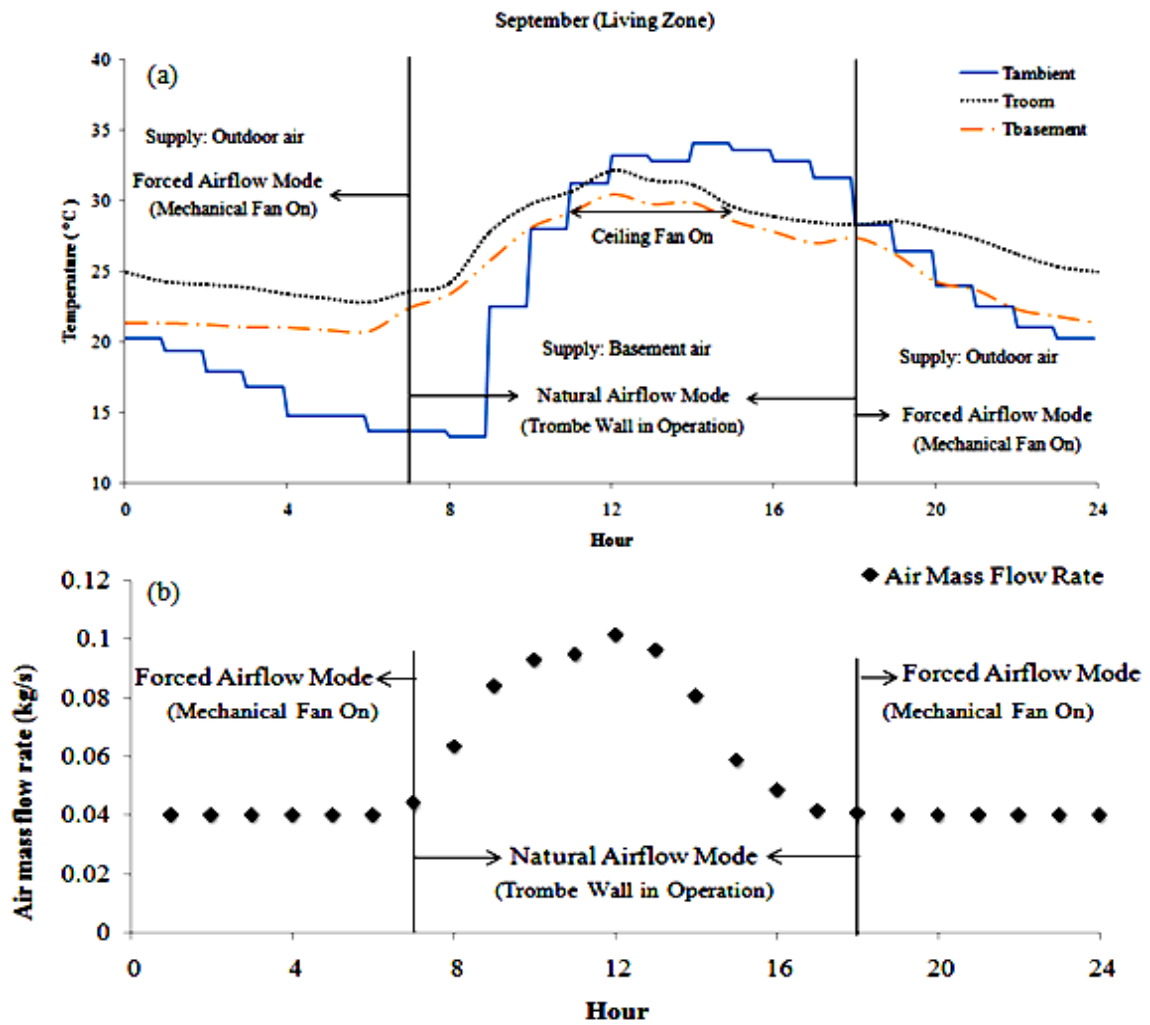 September (Living Zone)
(a)
40
35
30
25
20
15
10
Temperature (°C)
Tambient
Troom
Tbasement
Supply: Outdoor air
Forced Airflow Mode
(Mechanical Fan On)
Ceiling Fan On
Supply: Basement air
Natural Airflow Mode
(Trombe Wall in Operation)
Supply: Outdoor air
Forced Airflow Mode
(Mechanical Fan On)
0 4 8 12 16 20 24
Hour
(b)
0.12
0.1
0.08
0.06
0.04
0.02
0
Air mass flow rate (kg/s)
Air Mass Flow Rate
Forced Airflow Mode
(Mechanical Fan On)
Forced Airflow Mode
(Mechanical Fan On)
Natural Airflow Mode
(Trombe Wall in Operation)
0 4 8 12 16 20 24
Hour